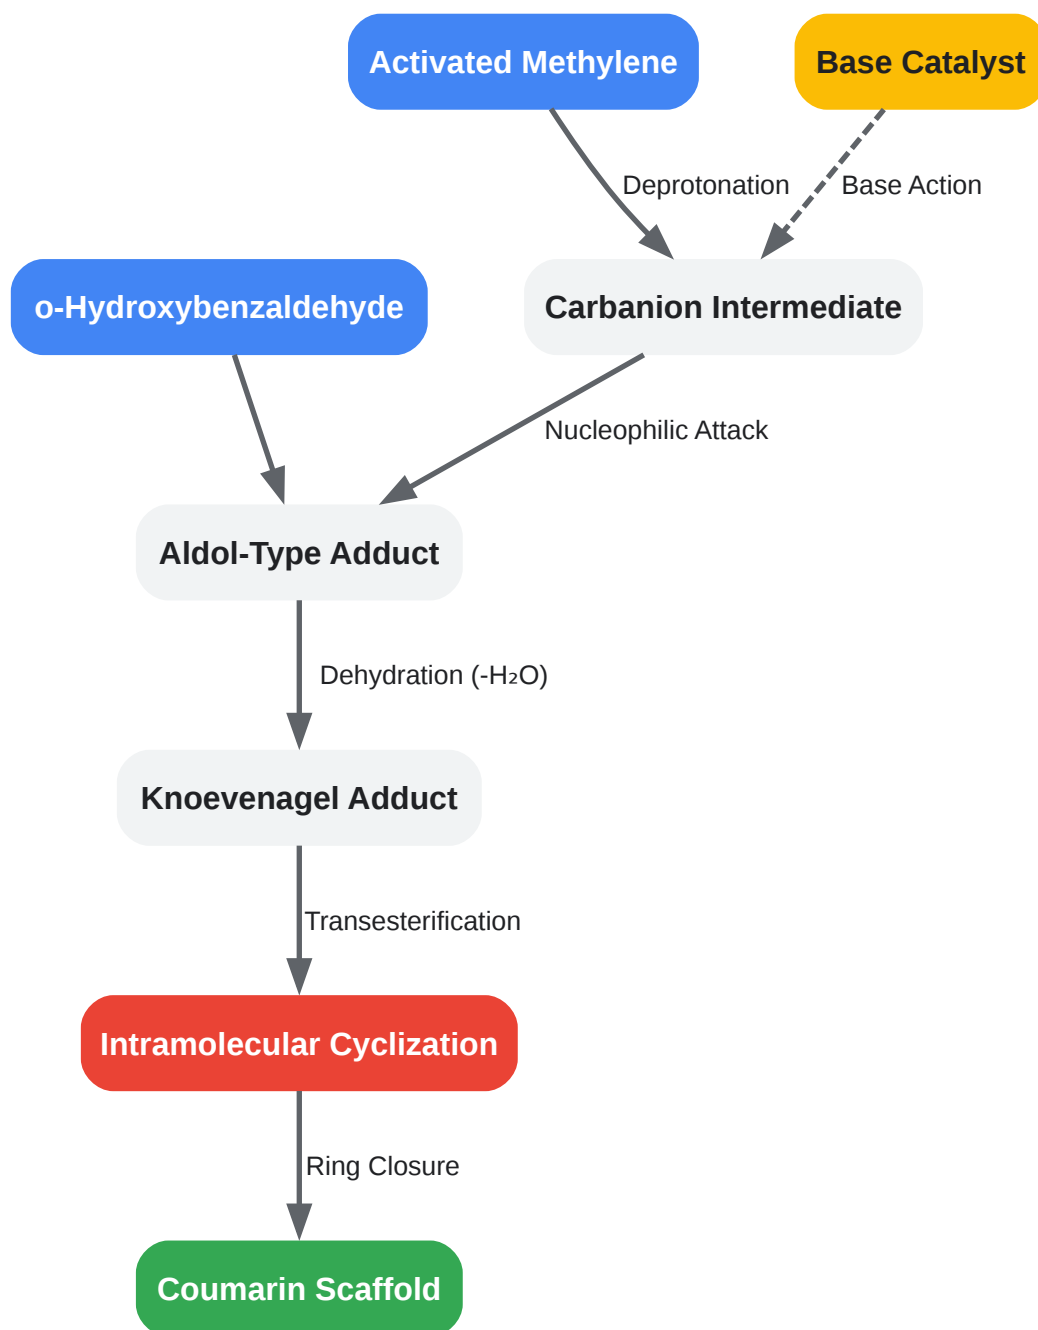 Activated Methylene
Base Catalyst
Deprotonation
Base Action
o-Hydroxybenzaldehyde
Carbanion Intermediate
Nucleophilic Attack
Aldol-Type Adduct
Dehydration (-H₂O)
Knoevenagel Adduct
Transesterification
Intramolecular Cyclization
Ring Closure
Coumarin Scaffold